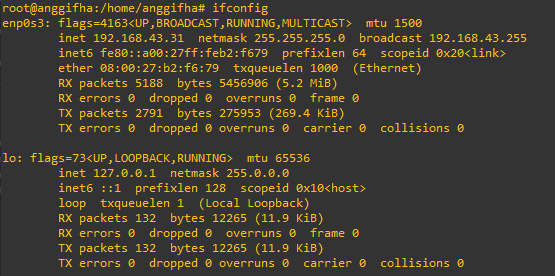 root@anggifha:/home/anggifha# ifconfig
enp0s3: flags=4163<UP,BROADCAST,RUNNING,MULTICAST>  mtu 1500
        inet 192.168.43.31  netmask 255.255.255.0  broadcast 192.168.43.255
        inet6 fe80::a00:27ff:feb2:f679  prefixlen 64  scopeid 0x20<link>
        ether 08:00:27:b2:f6:79  txqueuelen 1000  (Ethernet)
        RX packets 5188  bytes 5456906 (5.2 MiB)
        RX errors 0  dropped 0  overruns 0  frame 0
        TX packets 2791  bytes 275953 (269.4 KiB)
        TX errors 0  dropped 0 overruns 0  carrier 0  collisions 0

lo: flags=73<UP,LOOPBACK,RUNNING>  mtu 65536
        inet 127.0.0.1  netmask 255.0.0.0
        inet6 ::1  prefixlen 128  scopeid 0x10<host>
        loop  txqueuelen 1  (Local Loopback)
        RX packets 132  bytes 12265 (11.9 KiB)
        RX errors 0  dropped 0  overruns 0  frame 0
        TX packets 132  bytes 12265 (11.9 KiB)
        TX errors 0  dropped 0 overruns 0  carrier 0  collisions 0